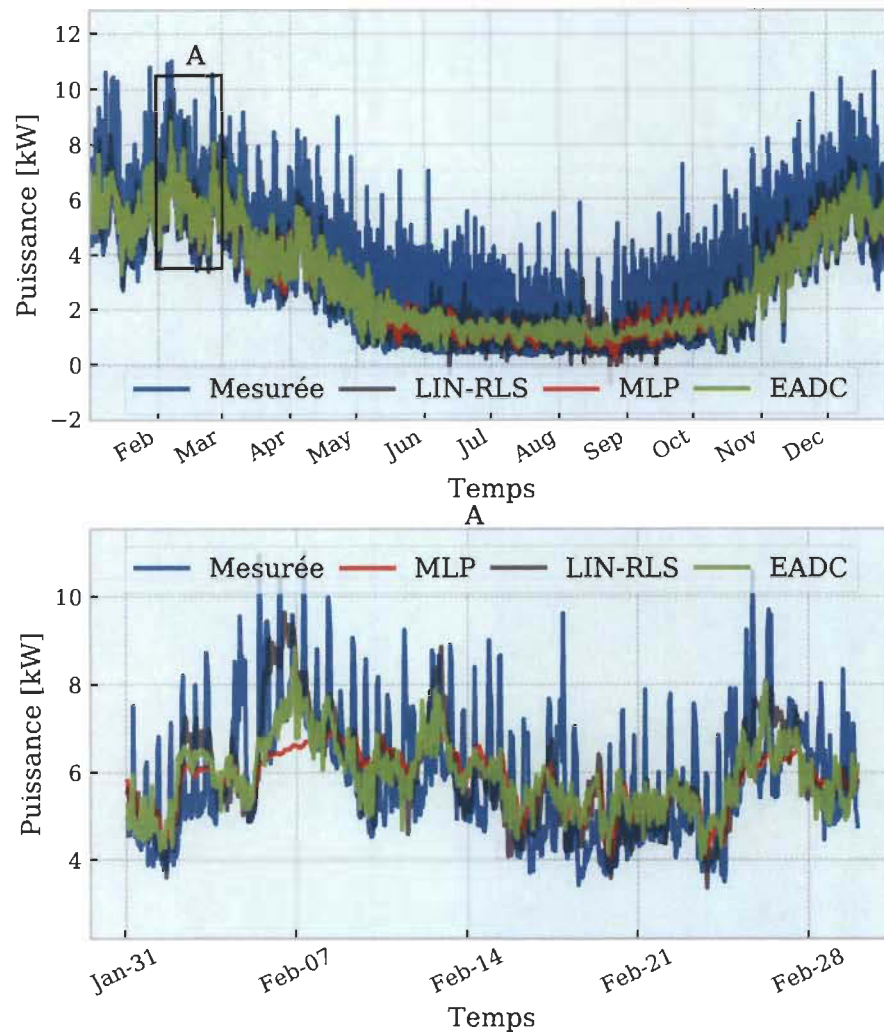 12
10
8
6
4
2
0
−2
Puissance [kW]
A
Mesurée LIN-RLS MLP EADC
Feb Mar Apr May Jun Jul Aug Sep Oct Nov Dec
Temps
A
Mesurée MLP LIN-RLS EADC
10
8
6
4
Puissance [kW]
Jan-31 Feb-07 Feb-14 Feb-21 Feb-28
Temps